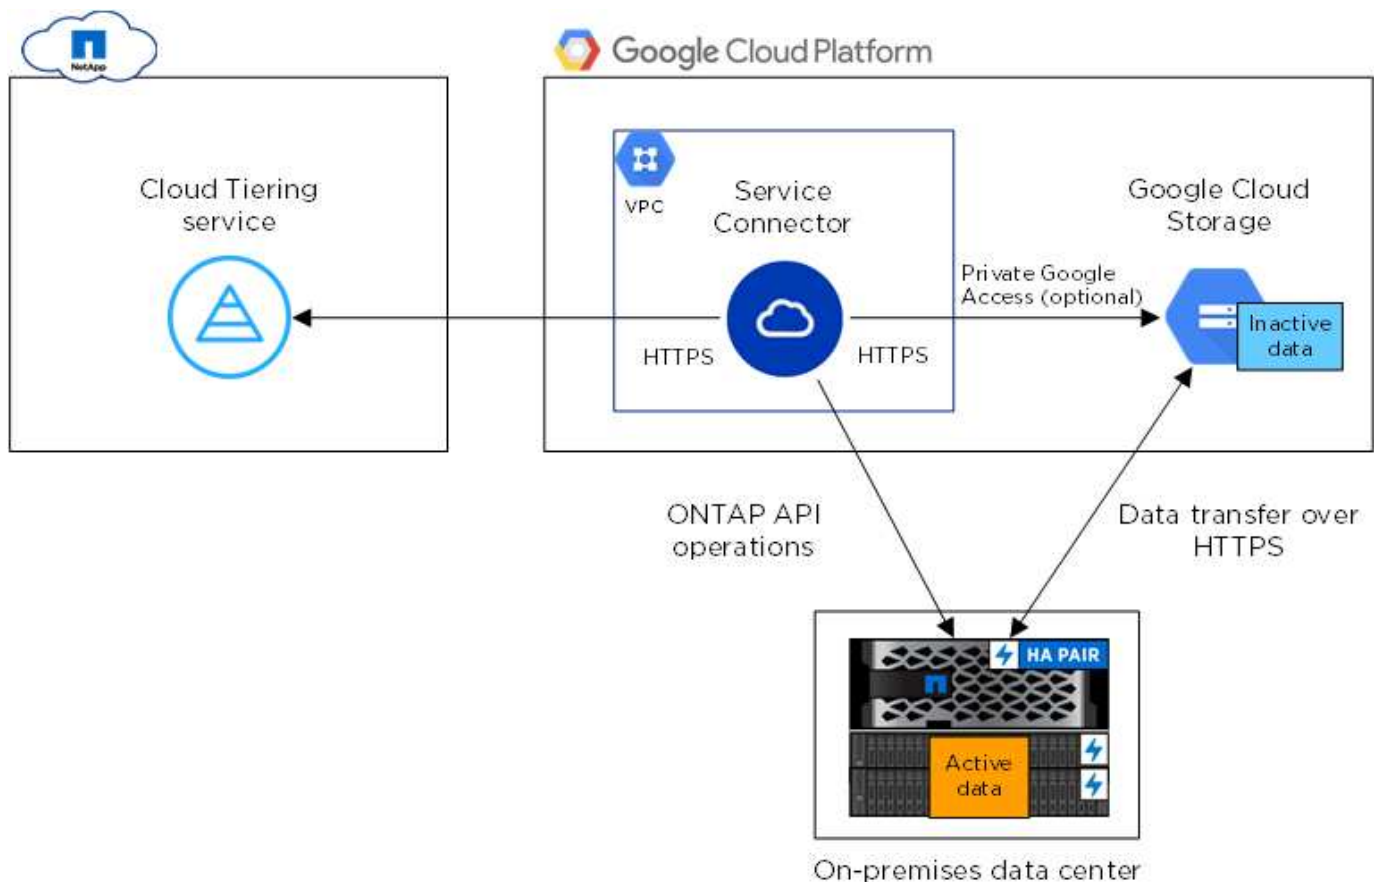 NetApp
Google Cloud Platform
Cloud Tiering
service
VPC
Service
Connector
Google Cloud
Storage
Private Google
Access (optional)
HTTPS
HTTPS
Inactive
data
ONTAP API
operations
Data transfer over
HTTPS
HA PAIR
Active
data
On-premises data center